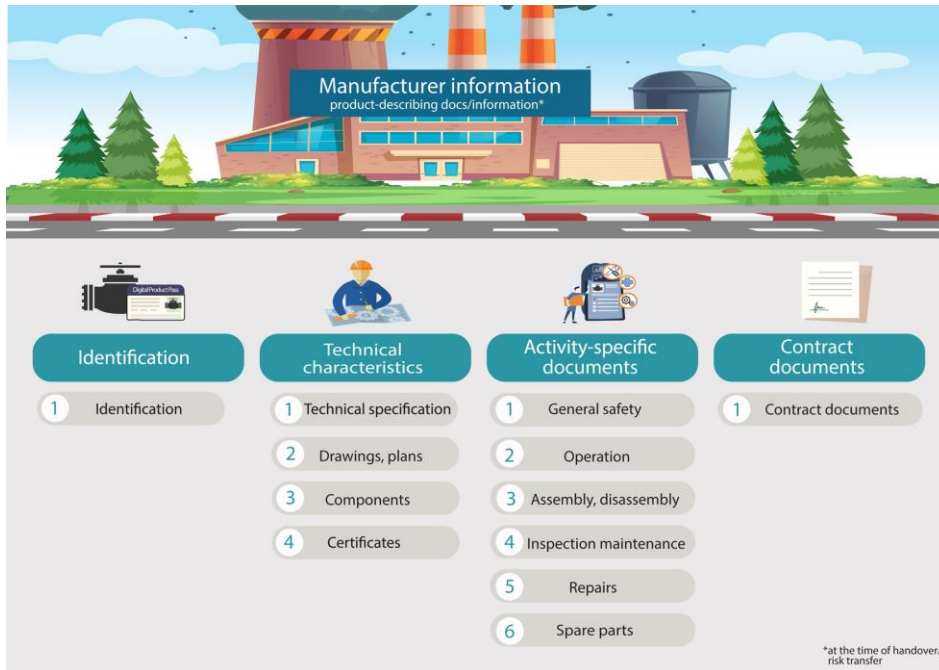 Manufacturer information
product-describing docs/information*
Digital Product Pass
Identification
1 Identification
Technical
characteristics
1 Technical specification
2 Drawings, plans
3 Components
4 Certificates
Activity-specific
documents
1 General safety
2 Operation
3 Assembly, disassembly
4 Inspection maintenance
5 Repairs
6 Spare parts
Contract
documents
1 Contract documents
*at the time of handover/
risk transfer